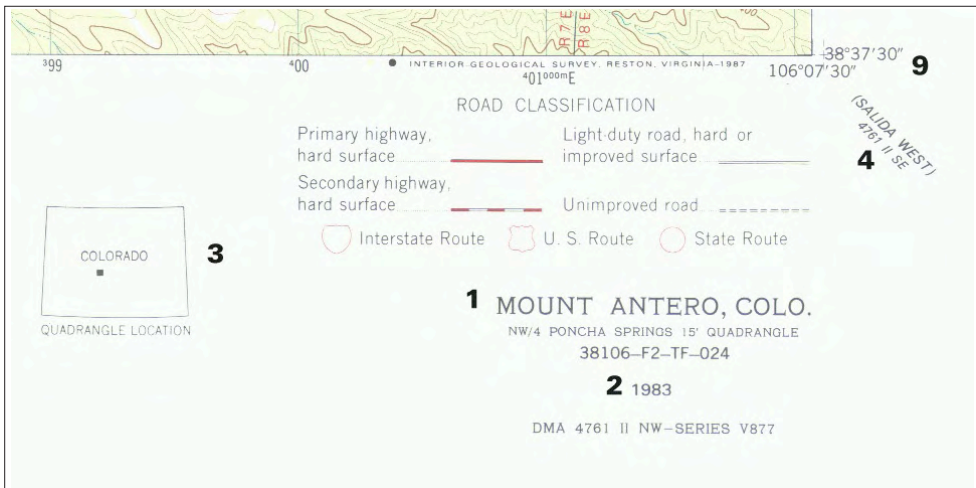 R7E
R8E
399
400
38°37'30"
9
INTERIOR-GEOLOGICAL SURVEY, RESTON, VIRGINIA-1987
106°07'30"
401000mE
ROAD CLASSIFICATION
(SALIDA WEST)
4761 II SE
4
Primary highway,
hard surface
Light-duty road, hard or
improved surface
Secondary highway,
hard surface
Unimproved road
Interstate Route
U. S. Route
State Route
COLORADO
3
QUADRANGLE LOCATION
1 MOUNT ANTERO, COLO.
NW/4 PONCHA SPRINGS 15' QUADRANGLE
38106-F2-TF-024
2 1983
DMA 4761 II NW-SERIES V877